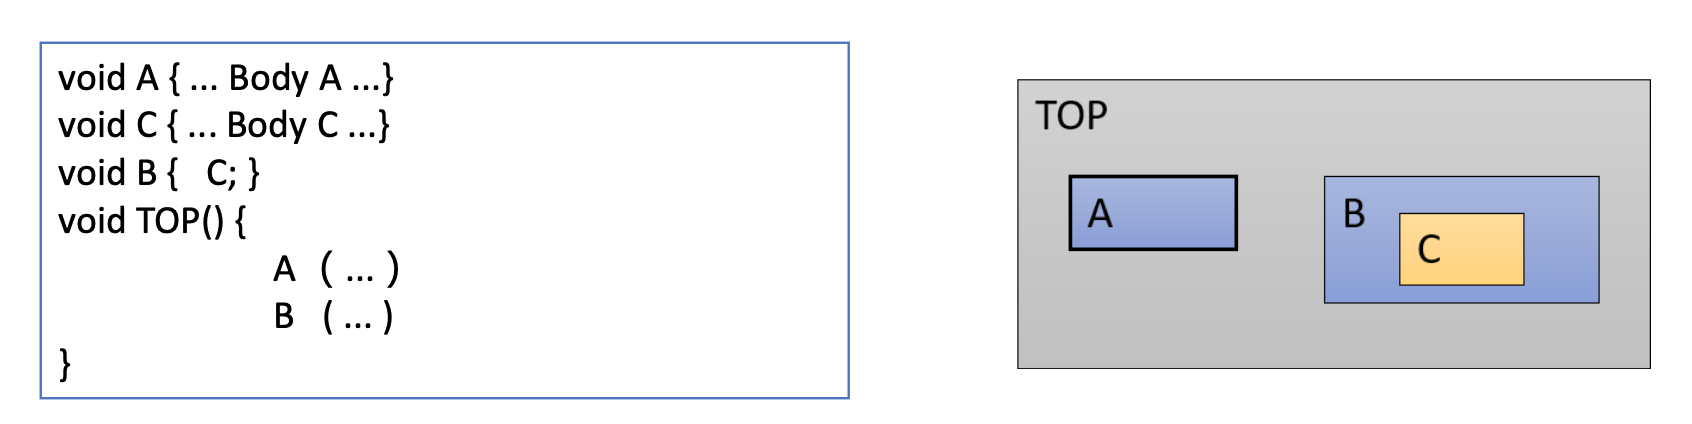 void A { ... Body A ...}
void C { ... Body C ...}
void B {   C; }
void TOP() {
A  ( ... )
B  ( ... )
}
TOP
A
B
C